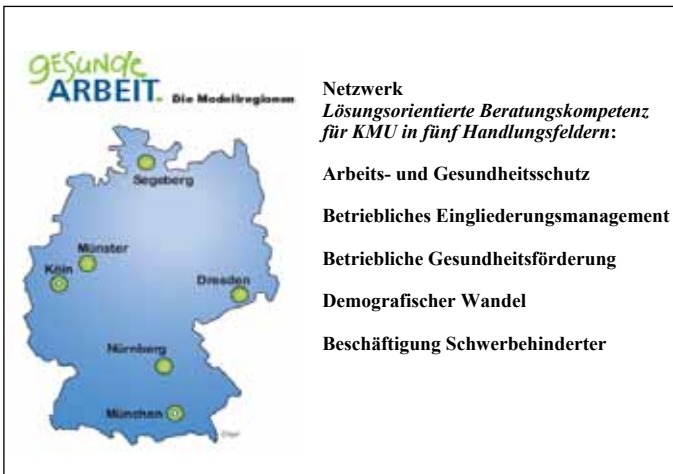 gesunde
ARBEIT. Die Modellregionen
Segeberg
Münster
Köln
Dresden
Nürnberg
München
Netzwerk
Lösungsorientierte Beratungskompetenz
für KMU in fünf Handlungsfeldern:
Arbeits- und Gesundheitsschutz
Betriebliches Eingliederungsmanagement
Betriebliche Gesundheitsförderung
Demografischer Wandel
Beschäftigung Schwerbehinderter